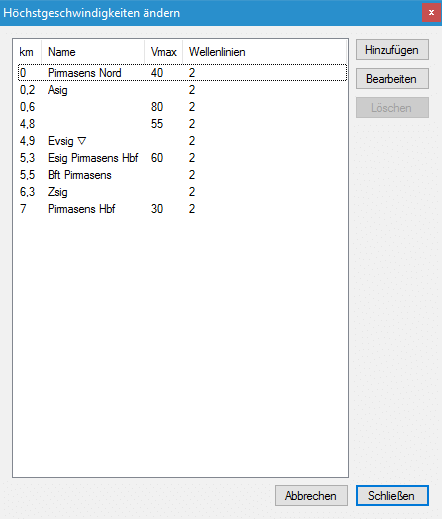 Höchstgeschwindigkeiten ändern x
km Name Vmax Wellenlinien
0 Pirmasens Nord 40 2
0,2 Asig 2
0,6 80 2
4,8 55 2
4,9 Evsig ▽ 2
5,3 Esig Pirmasens Hbf 60 2
5,5 Bft Pirmasens 2
6,3 Zsig 2
7 Pirmasens Hbf 30 2
Hinzufügen
Bearbeiten
Löschen
Abbrechen Schließen